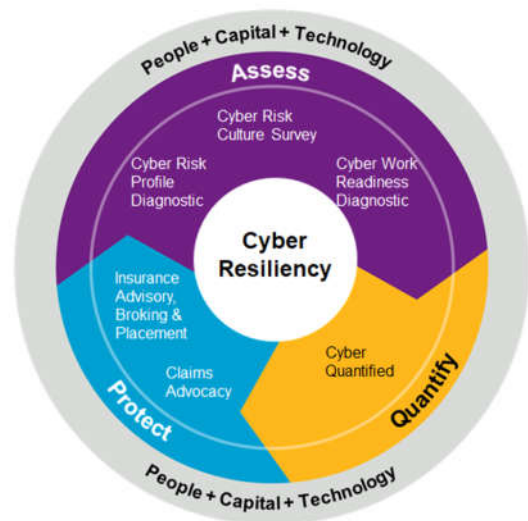 People + Capital + Technology
Assess
Cyber Risk
Culture Survey
Cyber Risk
Profile
Diagnostic
Cyber Work
Readiness
Diagnostic
Cyber
Resiliency
Insurance
Advisory,
Broking &
Placement
Claims
Advocacy
Cyber
Quantified
Protect
Quantify
People + Capital + Technology